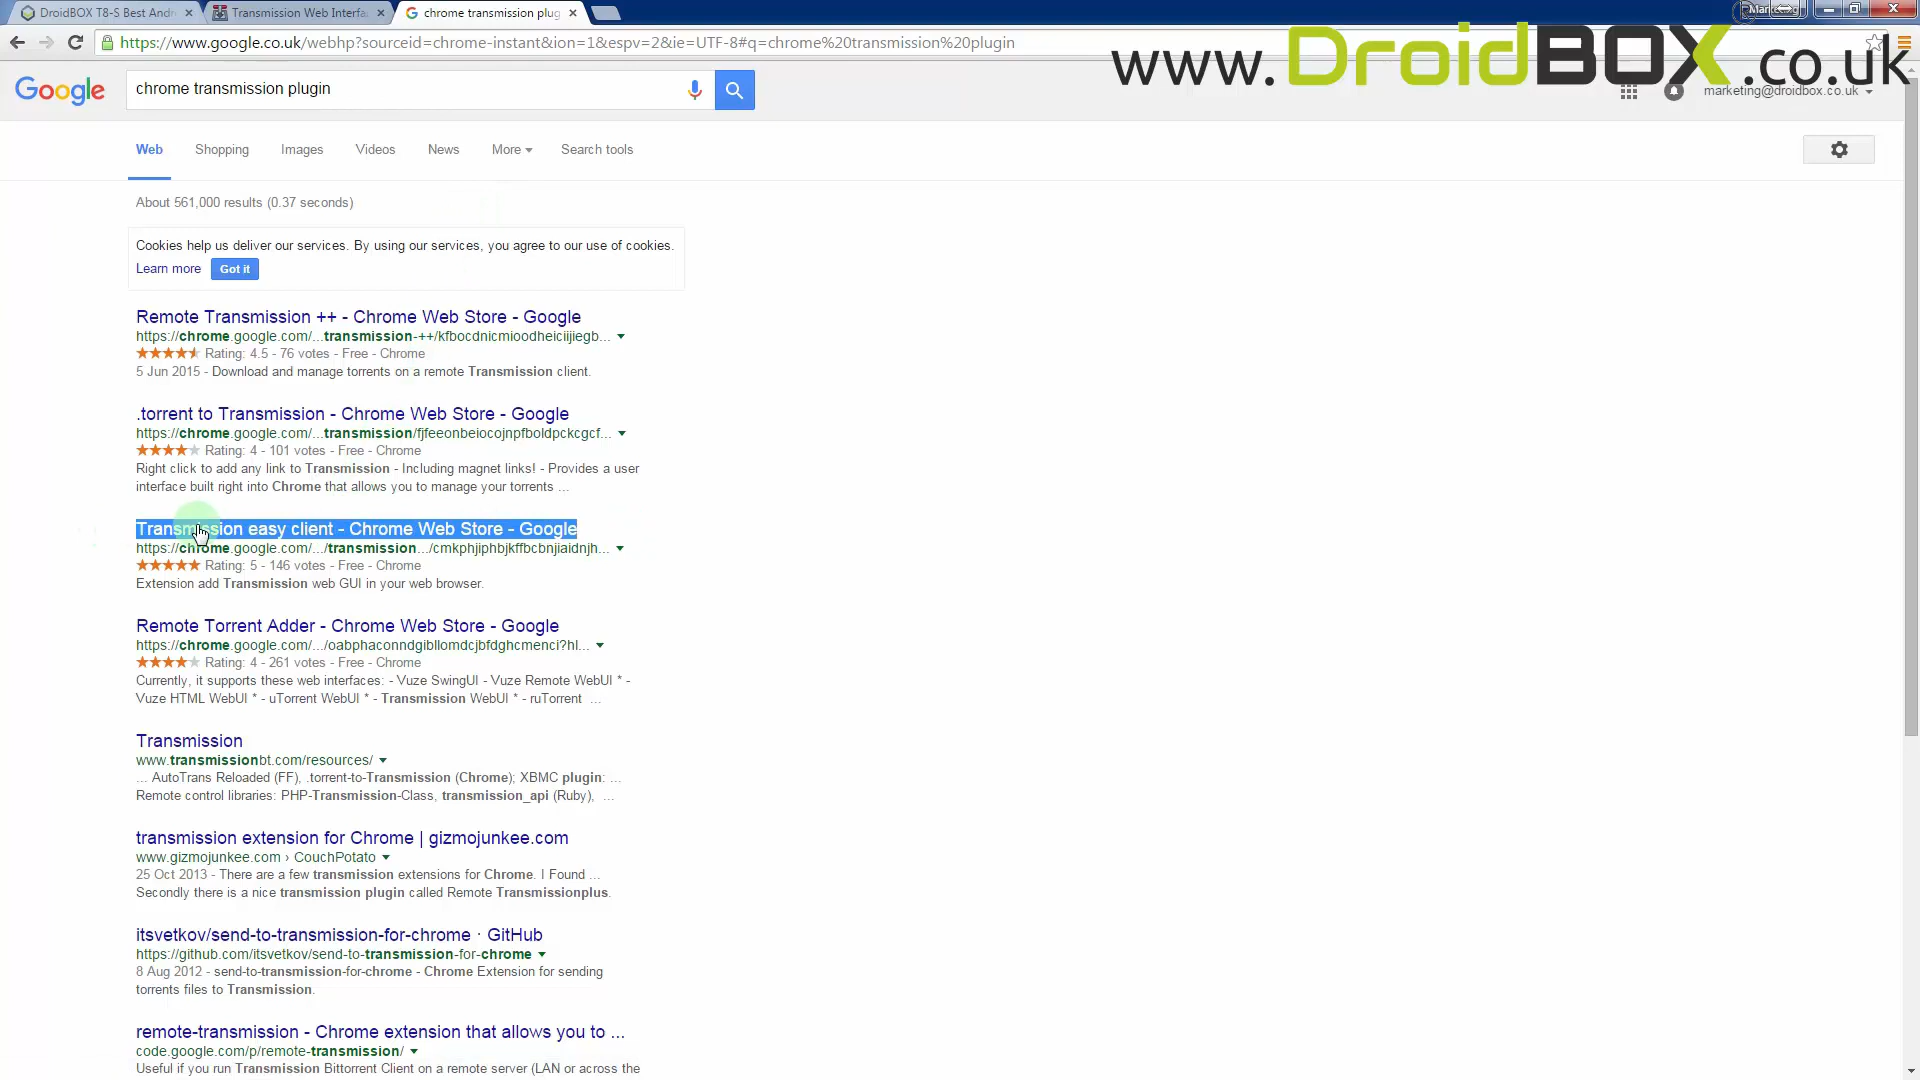 DroidBOX T8-S Best Andr
Transmission Web Interfa
chrome transmission plug
https://www.google.co.uk/webhp?sourceid=chrome-instant&ion=1&espv=2&ie=UTF-8#q=chrome%20transmission%20plugin
www.DroidBOX.co.uk
Google
chrome transmission plugin
marketing@droidbox.co.uk
Web Shopping Images Videos News More Search tools
About 561,000 results (0.37 seconds)
Cookies help us deliver our services. By using our services, you agree to our use of cookies.
Learn more Got it
Remote Transmission ++ - Chrome Web Store - Google
https://chrome.google.com/...transmission-++/kfbocdnicmioodheiciijiegb...
Rating: 4.5 - 76 votes - Free - Chrome
5 Jun 2015 - Download and manage torrents on a remote Transmission client.
.torrent to Transmission - Chrome Web Store - Google
https://chrome.google.com/...transmission/fjfeeonbeiocojnpfboldpckcgcf...
Rating: 4 - 101 votes - Free - Chrome
Right click to add any link to Transmission - Including magnet links! - Provides a user
interface built right into Chrome that allows you to manage your torrents ...
Transmission easy client - Chrome Web Store - Google
https://chrome.google.com/.../transmission.../cmkphjiphbjkffbcbnjiaidnjh...
Rating: 5 - 146 votes - Free - Chrome
Extension add Transmission web GUI in your web browser.
Remote Torrent Adder - Chrome Web Store - Google
https://chrome.google.com/.../oabphaconndgibllomdcjbfdghcmenci?hl...
Rating: 4 - 261 votes - Free - Chrome
Currently, it supports these web interfaces: - Vuze SwingUI - Vuze Remote WebUI * -
Vuze HTML WebUI * - uTorrent WebUI * - Transmission WebUI * - ruTorrent ...
Transmission
www.transmissionbt.com/resources/
... AutoTrans Reloaded (FF), .torrent-to-Transmission (Chrome); XBMC plugin: ...
Remote control libraries: PHP-Transmission-Class, transmission_api (Ruby), ...
transmission extension for Chrome | gizmojunkee.com
www.gizmojunkee.com › CouchPotato
25 Oct 2013 - There are a few transmission extensions for Chrome. I Found ...
Secondly there is a nice transmission plugin called Remote Transmissionplus.
itsvetkov/send-to-transmission-for-chrome · GitHub
https://github.com/itsvetkov/send-to-transmission-for-chrome
8 Aug 2012 - send-to-transmission-for-chrome - Chrome Extension for sending
torrents files to Transmission.
remote-transmission - Chrome extension that allows you to ...
code.google.com/p/remote-transmission/
Useful if you run Transmission Bittorrent Client on a remote server (LAN or across the